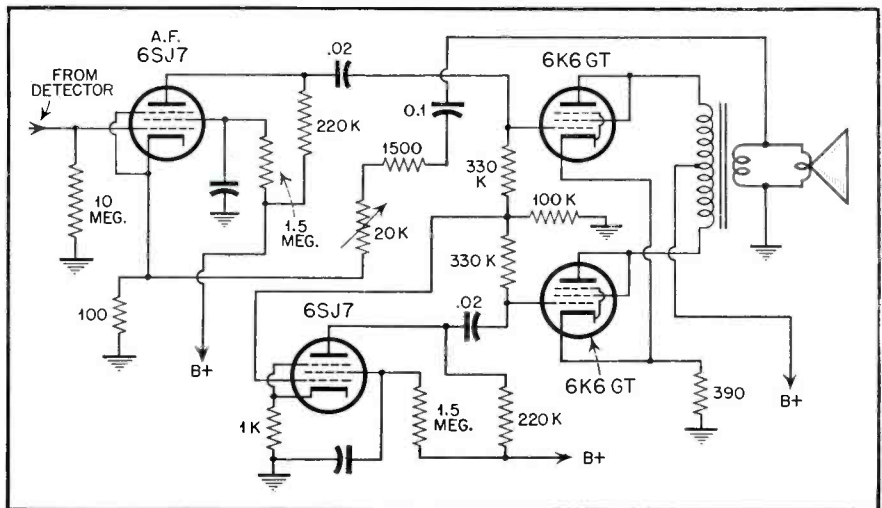 A.F.
6SJ7
FROM
DETECTOR
.02
6K6 GT
0.1
220 K
1500
330
K
10
MEG.
1.5
MEG.
20K
100 K
330 K
100
6SJ7
.02
B+
6K6 GT
1 K
1.5
MEG.
220 K
390
B+
B+